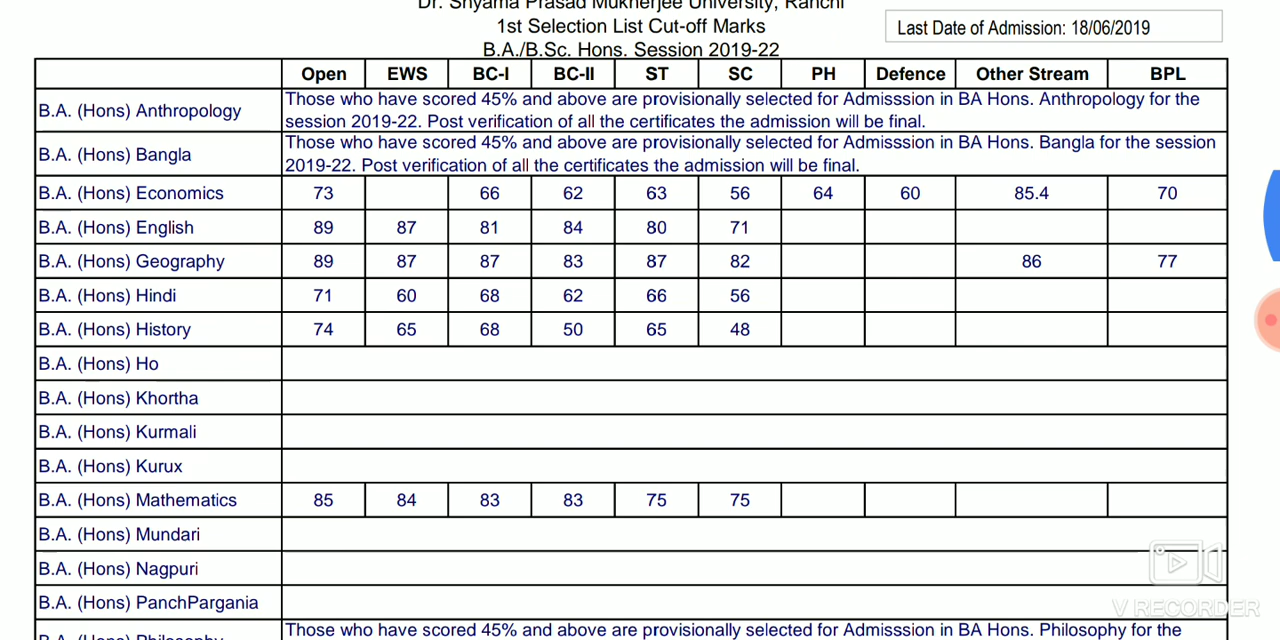 Dr. Shyama Prasad Mukherjee University, Ranchi
1st Selection List Cut-off Marks
B.A./B.Sc. Hons. Session 2019-22
Last Date of Admission: 18/06/2019
Open EWS BC-I BC-II ST SC PH Defence Other Stream BPL
B.A. (Hons) Anthropology Those who have scored 45% and above are provisionally selected for Admisssion in BA Hons. Anthropology for the
session 2019-22. Post verification of all the certificates the admission will be final.
B.A. (Hons) Bangla Those who have scored 45% and above are provisionally selected for Admisssion in BA Hons. Bangla for the session
2019-22. Post verification of all the certificates the admission will be final.
B.A. (Hons) Economics 73 66 62 63 56 64 60 85.4 70
B.A. (Hons) English 89 87 81 84 80 71
B.A. (Hons) Geography 89 87 87 83 87 82 86 77
B.A. (Hons) Hindi 71 60 68 62 66 56
B.A. (Hons) History 74 65 68 50 65 48
B.A. (Hons) Ho
B.A. (Hons) Khortha
B.A. (Hons) Kurmali
B.A. (Hons) Kurux
B.A. (Hons) Mathematics 85 84 83 83 75 75
B.A. (Hons) Mundari
B.A. (Hons) Nagpuri
B.A. (Hons) PanchPargania
B.A. (Hons) Philosophy Those who have scored 45% and above are provisionally selected for Admisssion in BA Hons. Philosophy for the
V RECORDER